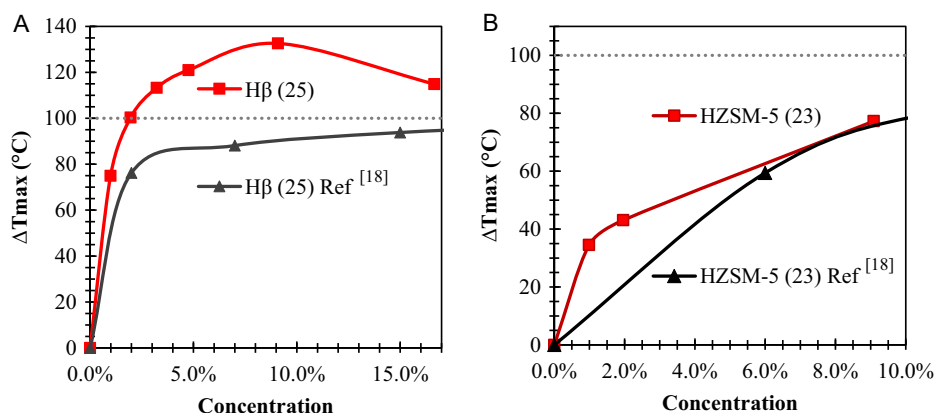 A
140
120
100
80
60
40
20
0
ΔTmax (°C)
Hβ (25)
Hβ (25) Ref [18]
0.0%
5.0%
10.0%
15.0%
Concentration
B
100
80
60
40
20
0
ΔTmax (°C)
HZSM-5 (23)
HZSM-5 (23) Ref [18]
0.0%
2.0%
4.0%
6.0%
8.0%
10.0%
Concentration